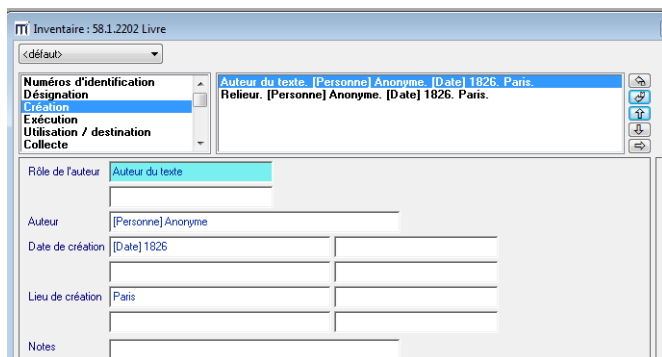 Inventaire : 58.1.2202 Livre
<défaut>
Numéros d'identification
Désignation
Création
Exécution
Utilisation / destination
Collecte
Auteur du texte. [Personne] Anonyme. [Date] 1826. Paris.
Relieur. [Personne] Anonyme. [Date] 1826. Paris.
Rôle de l'auteur Auteur du texte
Auteur [Personne] Anonyme
Date de création [Date] 1826
Lieu de création Paris
Notes